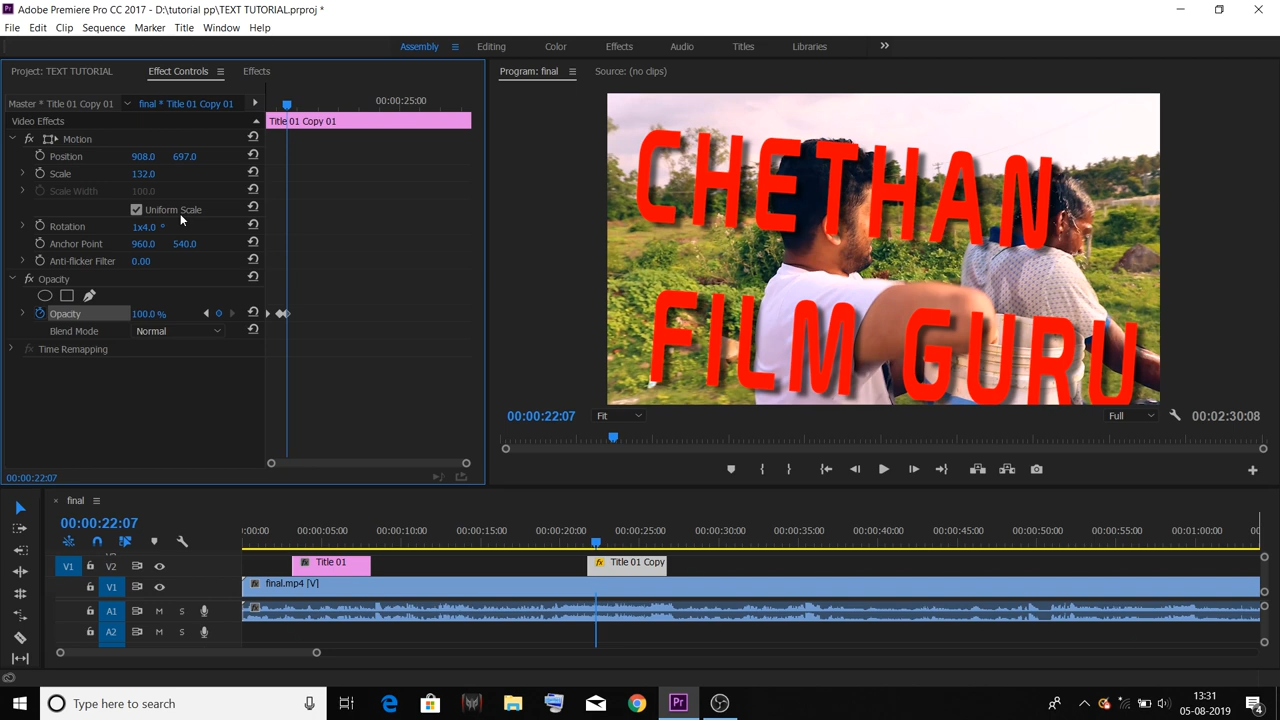 Adobe Premiere Pro CC 2017 - D:\tutorial pp\TEXT TUTORIAL.prproj *
File Edit Clip Sequence Marker Title Window Help
Assembly Editing Color Effects Audio Titles Libraries
Project: TEXT TUTORIAL Effect Controls Effects
Master * Title 01 Copy 01 final * Title 01 Copy 01 00:00:25:00
Video Effects Title 01 Copy 01
fx Motion
Position 908.0 697.0
Scale 132.0
Scale Width 100.0
Uniform Scale
Rotation 1x4.0 °
Anchor Point 960.0 540.0
Anti-flicker Filter 0.00
fx Opacity
Opacity 100.0 %
Blend Mode Normal
fx Time Remapping
00:00:22:07
Program: final Source: (no clips)
CHETHAN
FILM GURU
00:00:22:07 Fit Full 00:02:30:08
final
00:00:22:07
:00:00 00:00:05:00 00:00:10:00 00:00:15:00 00:00:20:00 00:00:25:00 00:00:30:00 00:00:35:00 00:00:40:00 00:00:45:00 00:00:50:00 00:00:55:00 00:01:00:00
V1 V2 fx Title 01 fx Title 01 Copy
V1 fx final.mp4 [V]
A1 M S fx
A2 M S
Type here to search
Pr
13:31
05-08-2019
4